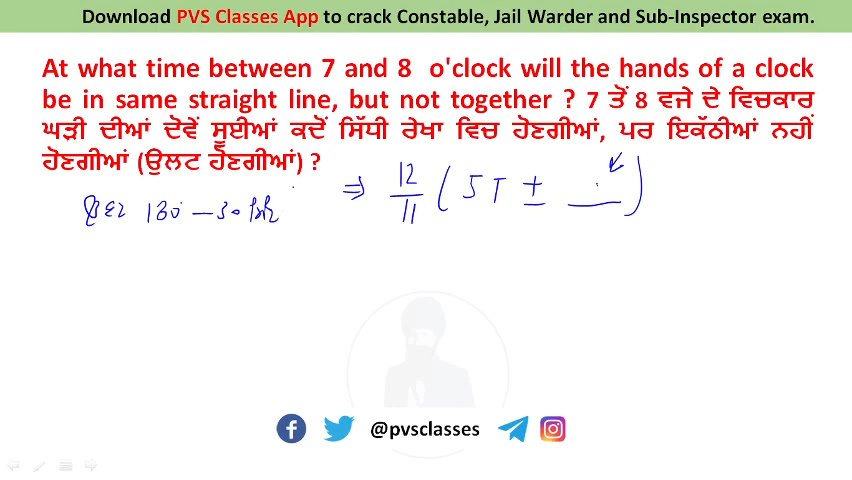 Download PVS Classes App to crack Constable, Jail Warder and Sub-Inspector exam.
At what time between 7 and 8 o'clock will the hands of a clock
be in same straight line, but not together ? 7 ਤੋਂ 8 ਵਜੇ ਦੇ ਵਿਚਕਾਰ
ਘੜੀ ਦੀਆਂ ਦੋਵੇਂ ਸੂਈਆਂ ਕਦੋਂ ਸਿੱਧੀ ਰੇਖਾ ਵਿਚ ਹੋਣਗੀਆਂ, ਪਰ ਇਕੱਠੀਆਂ ਨਹੀਂ
ਹੋਣਗੀਆਂ (ਉਲਟ ਹੋਣਗੀਆਂ) ?
⇒ 12/11 ( 5T ± __ )
180 – 30
@pvsclasses